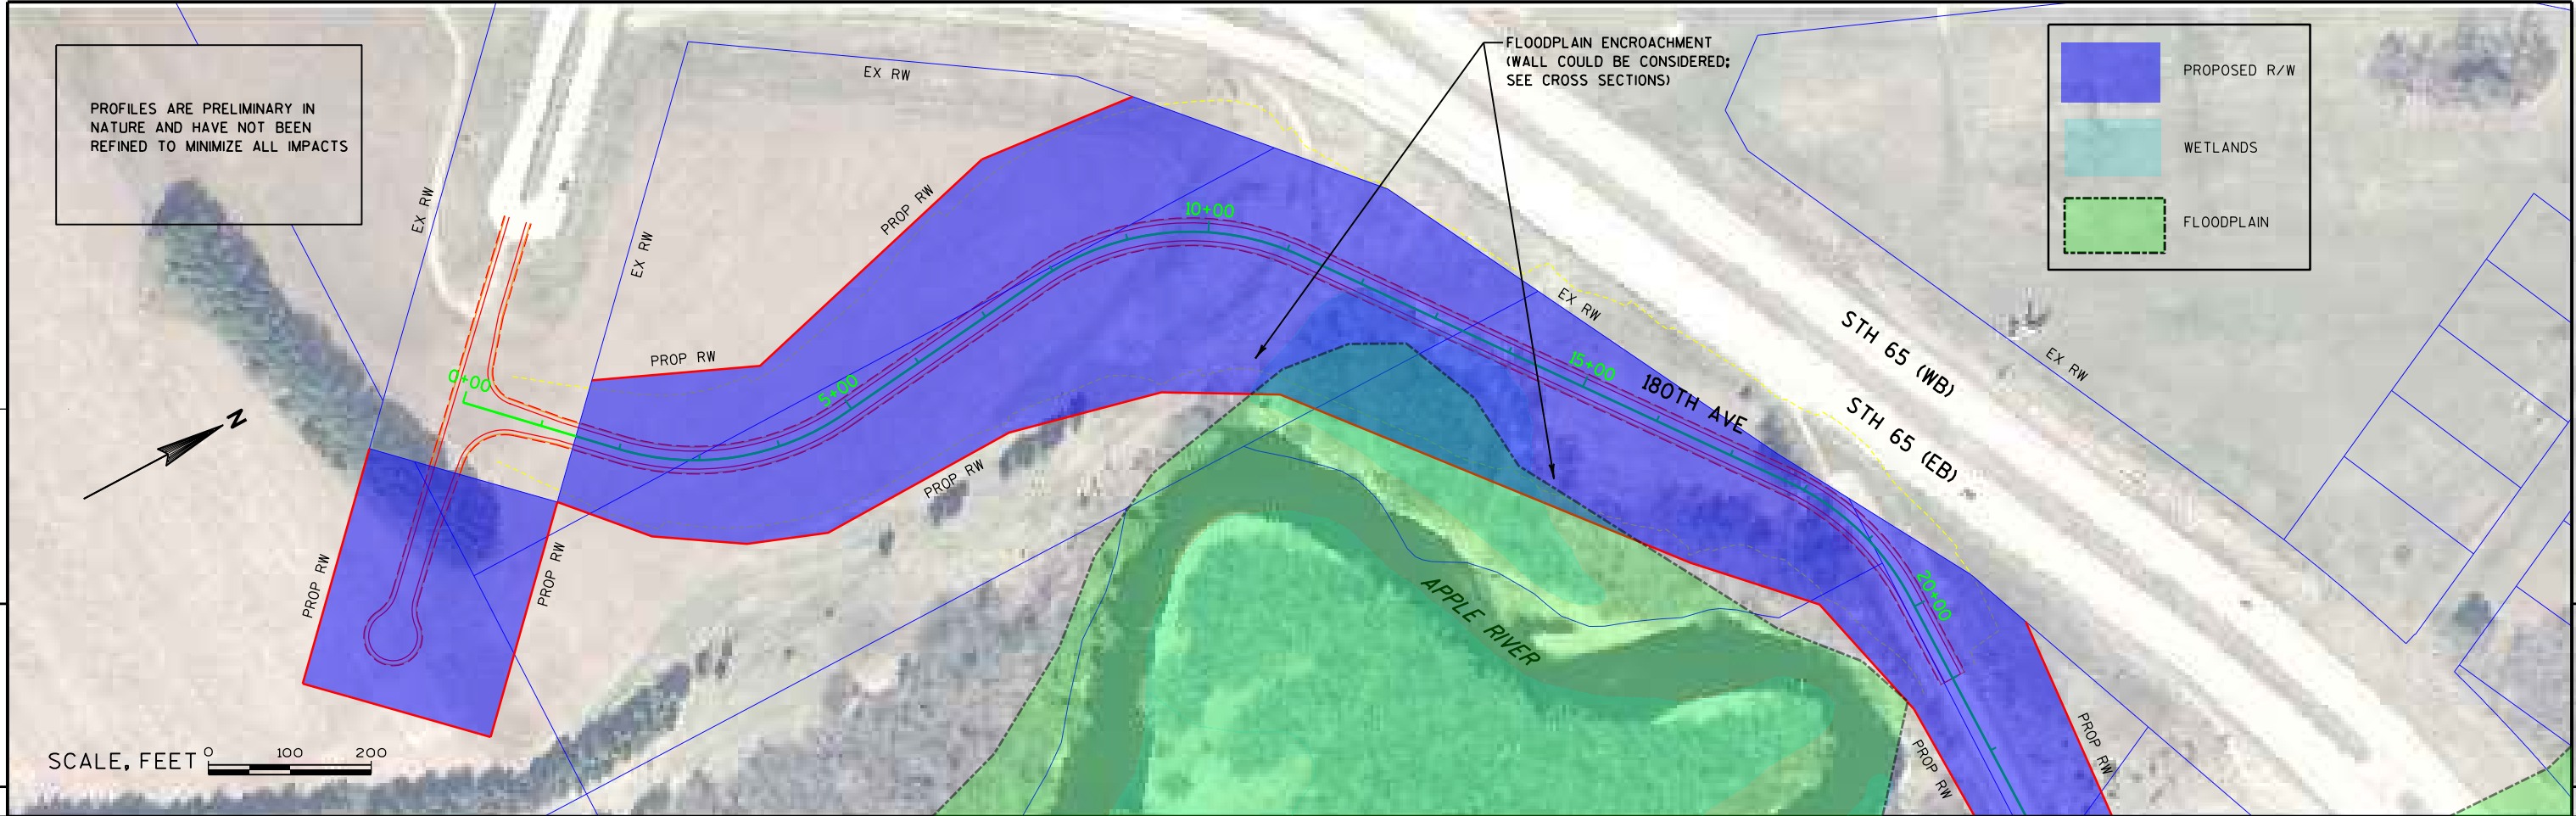 PROFILES ARE PRELIMINARY IN
NATURE AND HAVE NOT BEEN
REFINED TO MINIMIZE ALL IMPACTS
EX RW
FLOODPLAIN ENCROACHMENT
(WALL COULD BE CONSIDERED;
SEE CROSS SECTIONS)
PROPOSED R/W
WETLANDS
FLOODPLAIN
EX RW
EX RW
PROP RW
10+00
EX RW
STH 65 (WB)
EX RW
PROP RW
0+00
5+00
15+00
180TH AVE
STH 65 (EB)
N
PROP RW
PROP RW
PROP RW
APPLE RIVER
20+00
PROP RW
PROP RW
SCALE, FEET
0 100 200